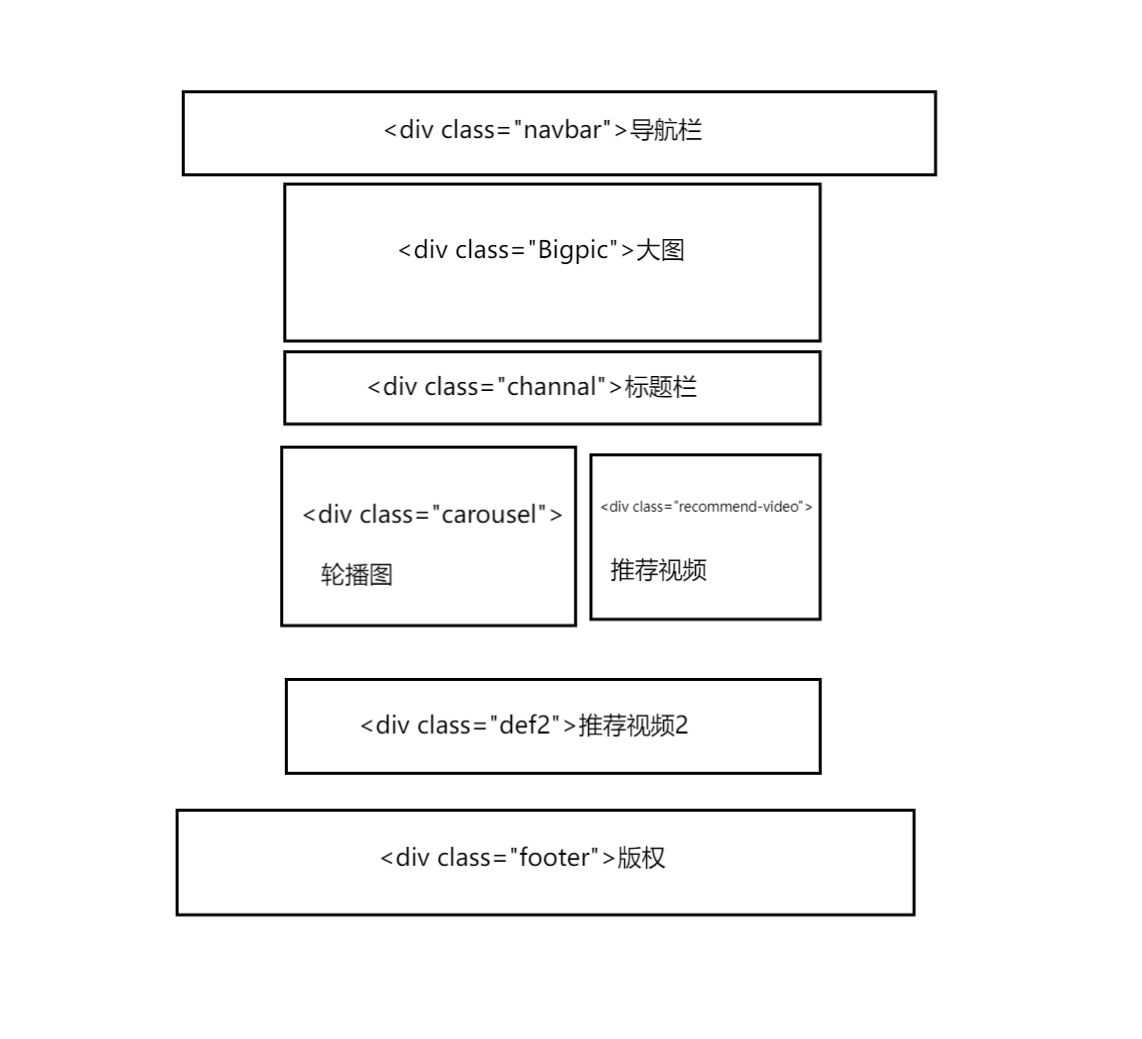 <div class="navbar">导航栏
<div class="Bigpic">大图
<div class="channal">标题栏
<div class="carousel">
轮播图
<div class="recommend-video">
推荐视频
<div class="def2">推荐视频2
<div class="footer">版权